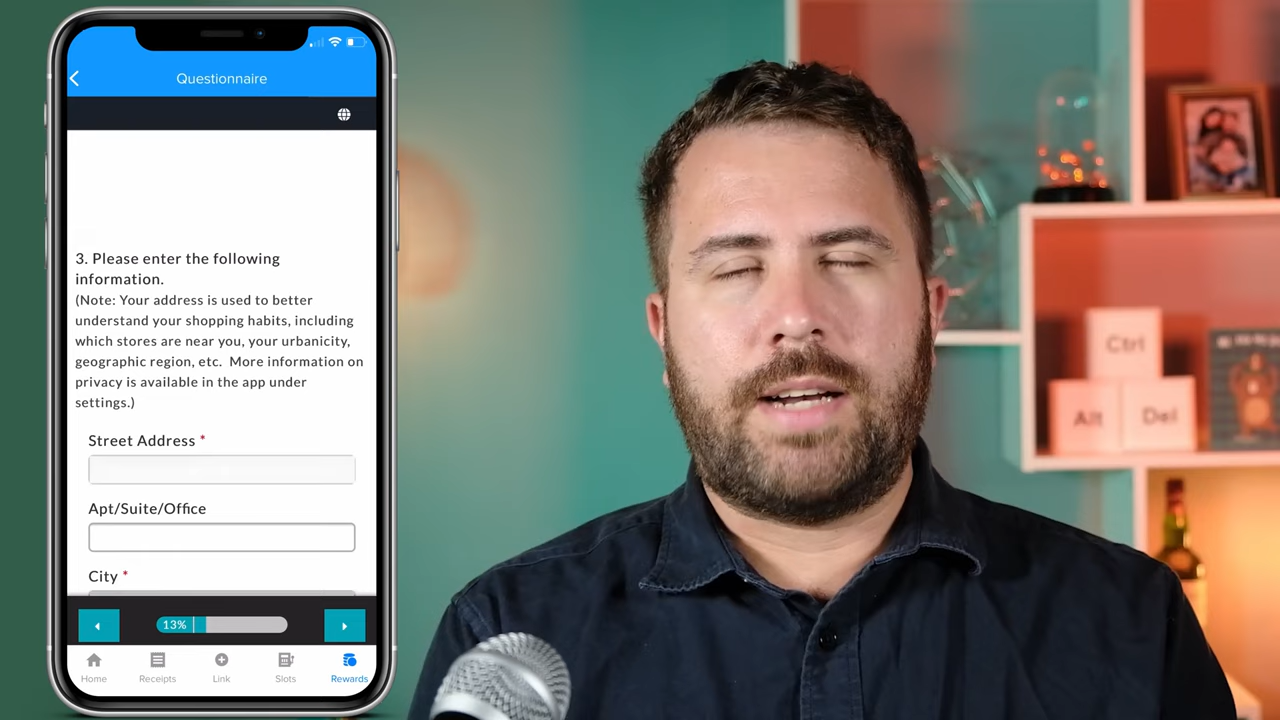 Questionnaire
3. Please enter the following
information.
(Note: Your address is used to better
understand your shopping habits, including
which stores are near you, your urbanicity,
geographic region, etc. More information on
privacy is available in the app under
settings.)
Street Address *
Apt/Suite/Office
City *
13%
Home
Receipts
Link
Slots
Rewards
Ctrl
Alt
Del